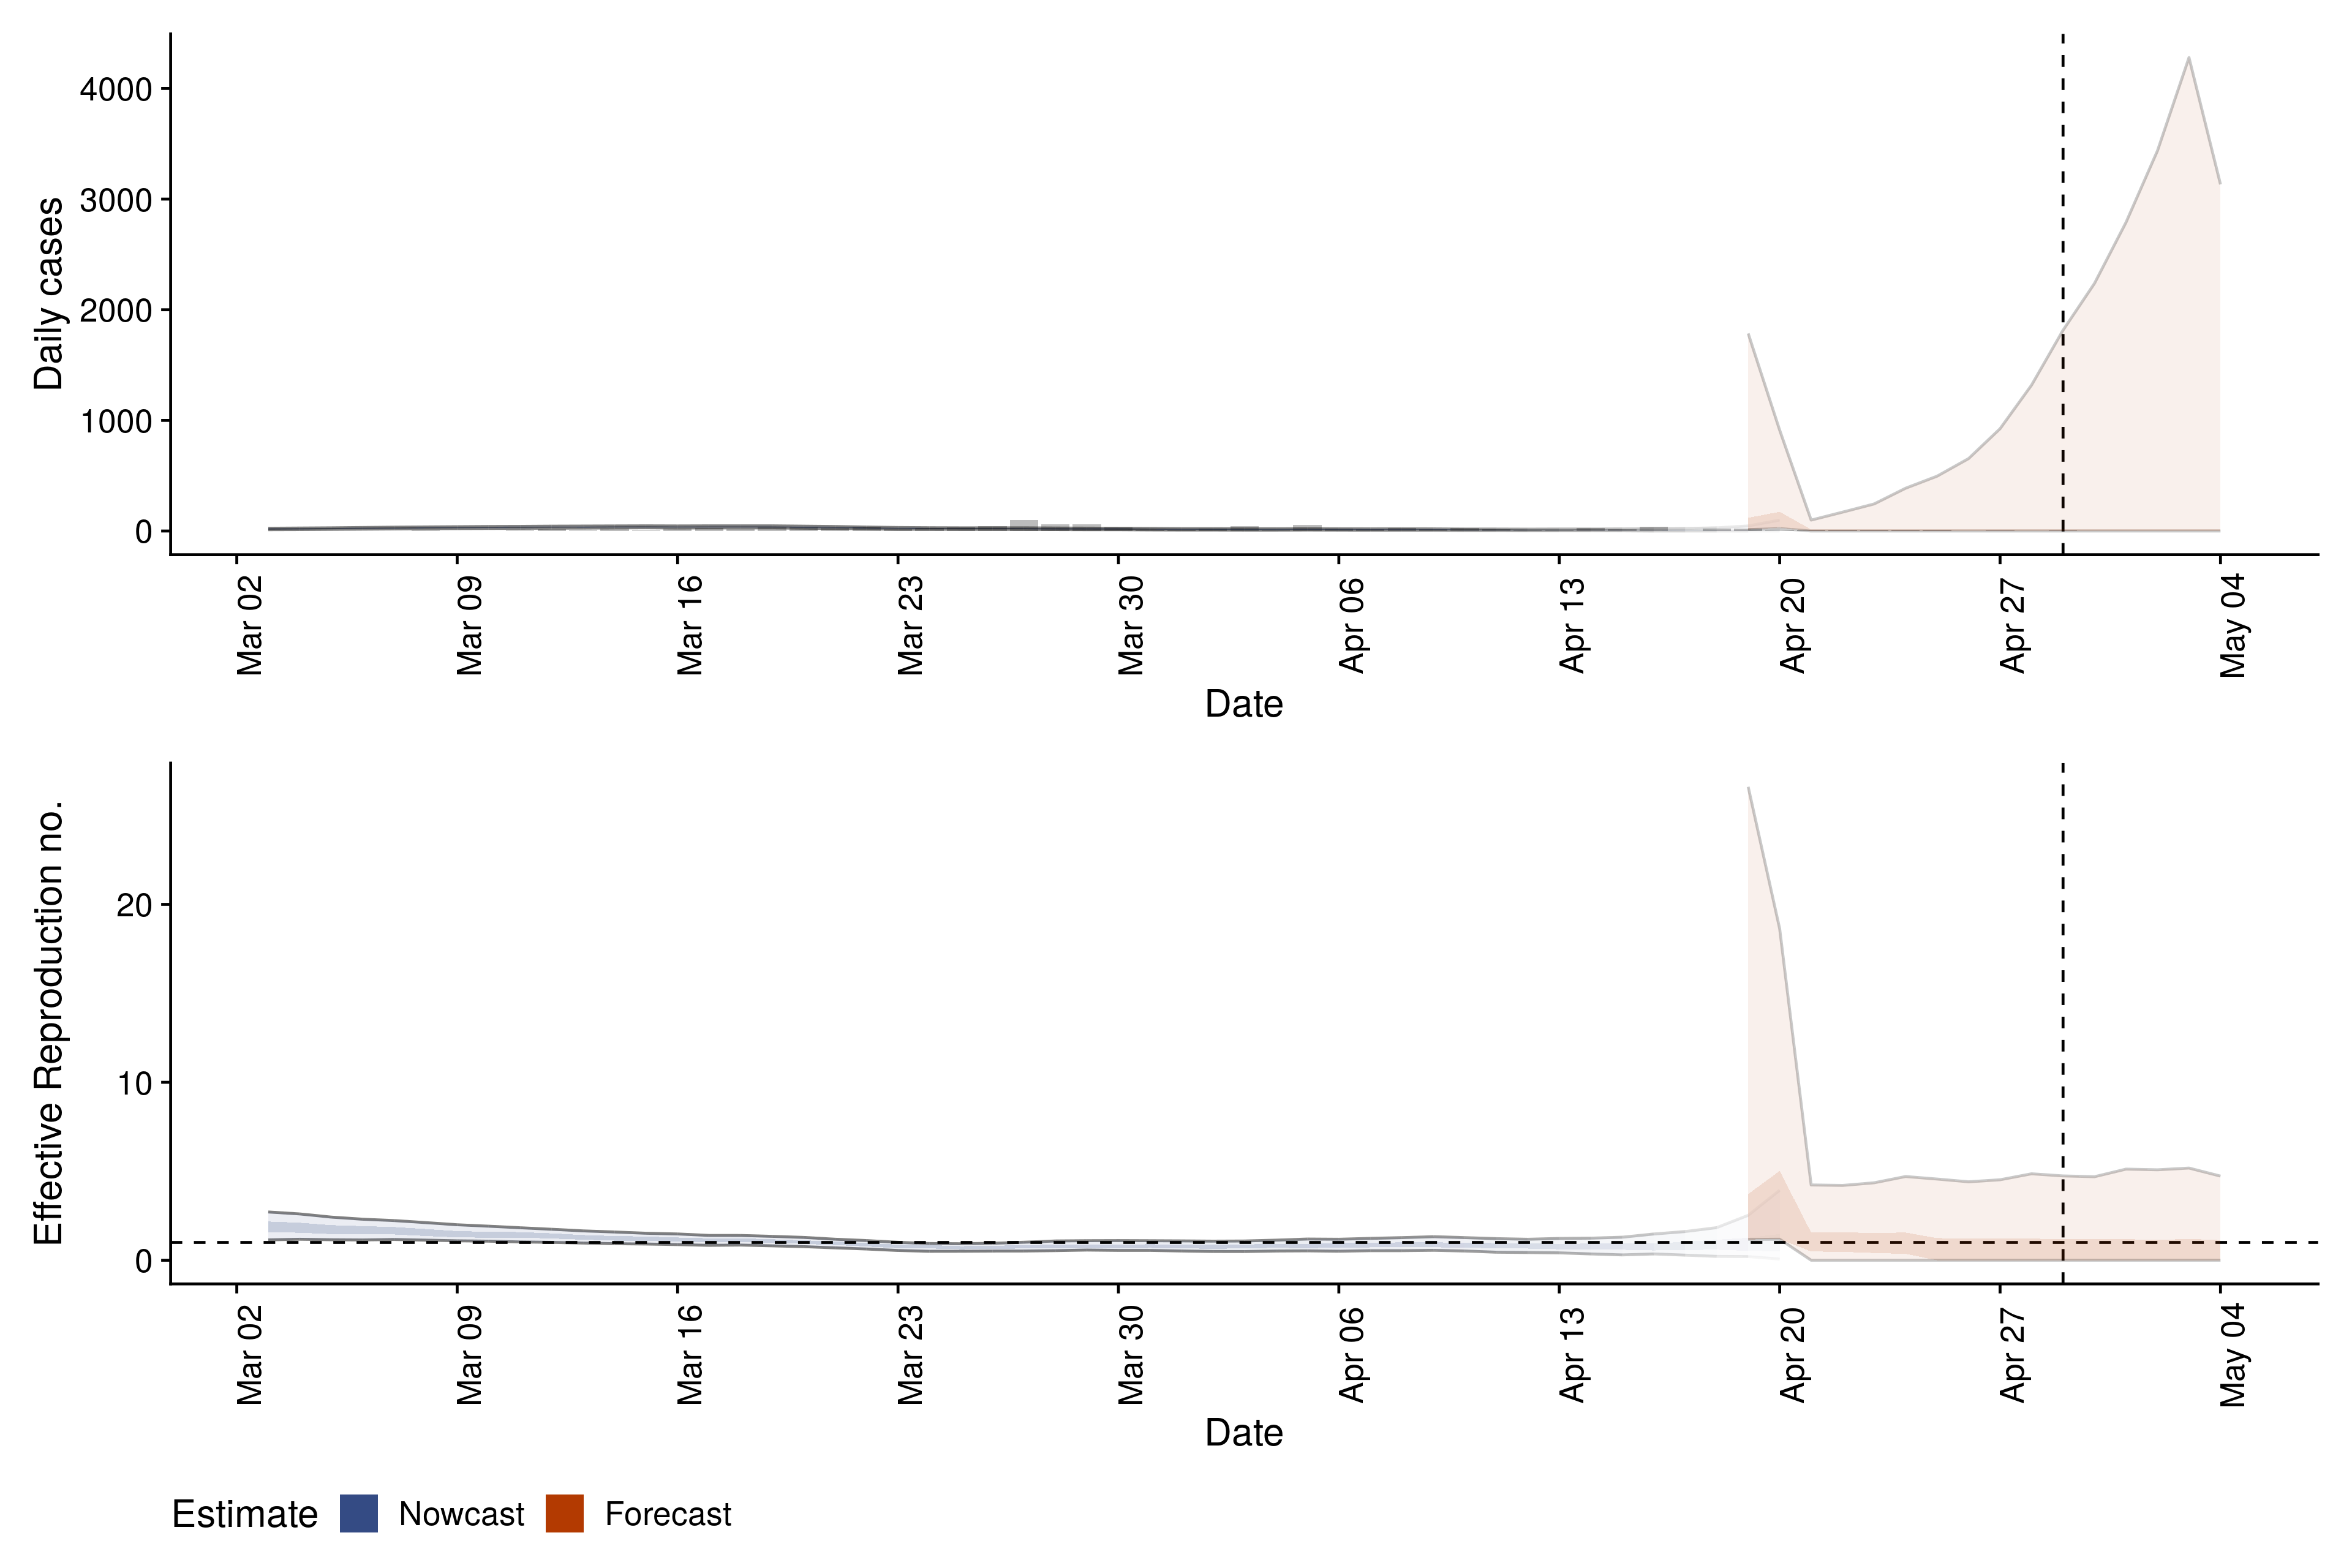 Daily cases
4000
3000
2000
1000
0
Mar 02
Mar 09
Mar 16
Mar 23
Mar 30
Apr 06
Apr 13
Apr 20
Apr 27
May 04
Date
Effective Reproduction no.
20
10
0
Mar 02
Mar 09
Mar 16
Mar 23
Mar 30
Apr 06
Apr 13
Apr 20
Apr 27
May 04
Date
Estimate Nowcast Forecast